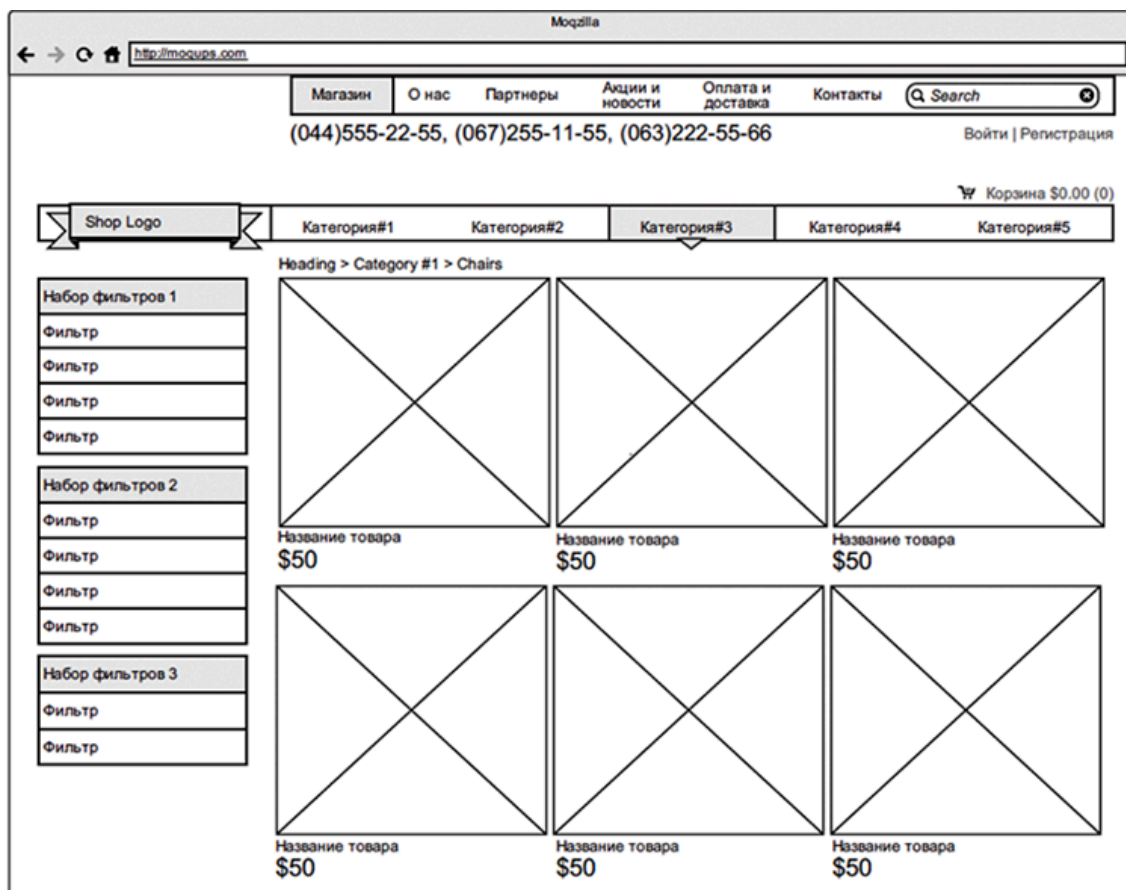 Moqzilla
http://moqups.com
Магазин О нас Партнеры Акции и новости Оплата и доставка Контакты Search
(044)555-22-55, (067)255-11-55, (063)222-55-66
Войти | Регистрация
Корзина $0.00 (0)
Shop Logo
Категория#1 Категория#2 Категория#3 Категория#4 Категория#5
Heading > Category #1 > Chairs
Набор фильтров 1
Фильтр
Фильтр
Фильтр
Фильтр
Набор фильтров 2
Фильтр
Фильтр
Фильтр
Фильтр
Набор фильтров 3
Фильтр
Фильтр
Название товара Название товара Название товара
$50 $50 $50
Название товара Название товара Название товара
$50 $50 $50